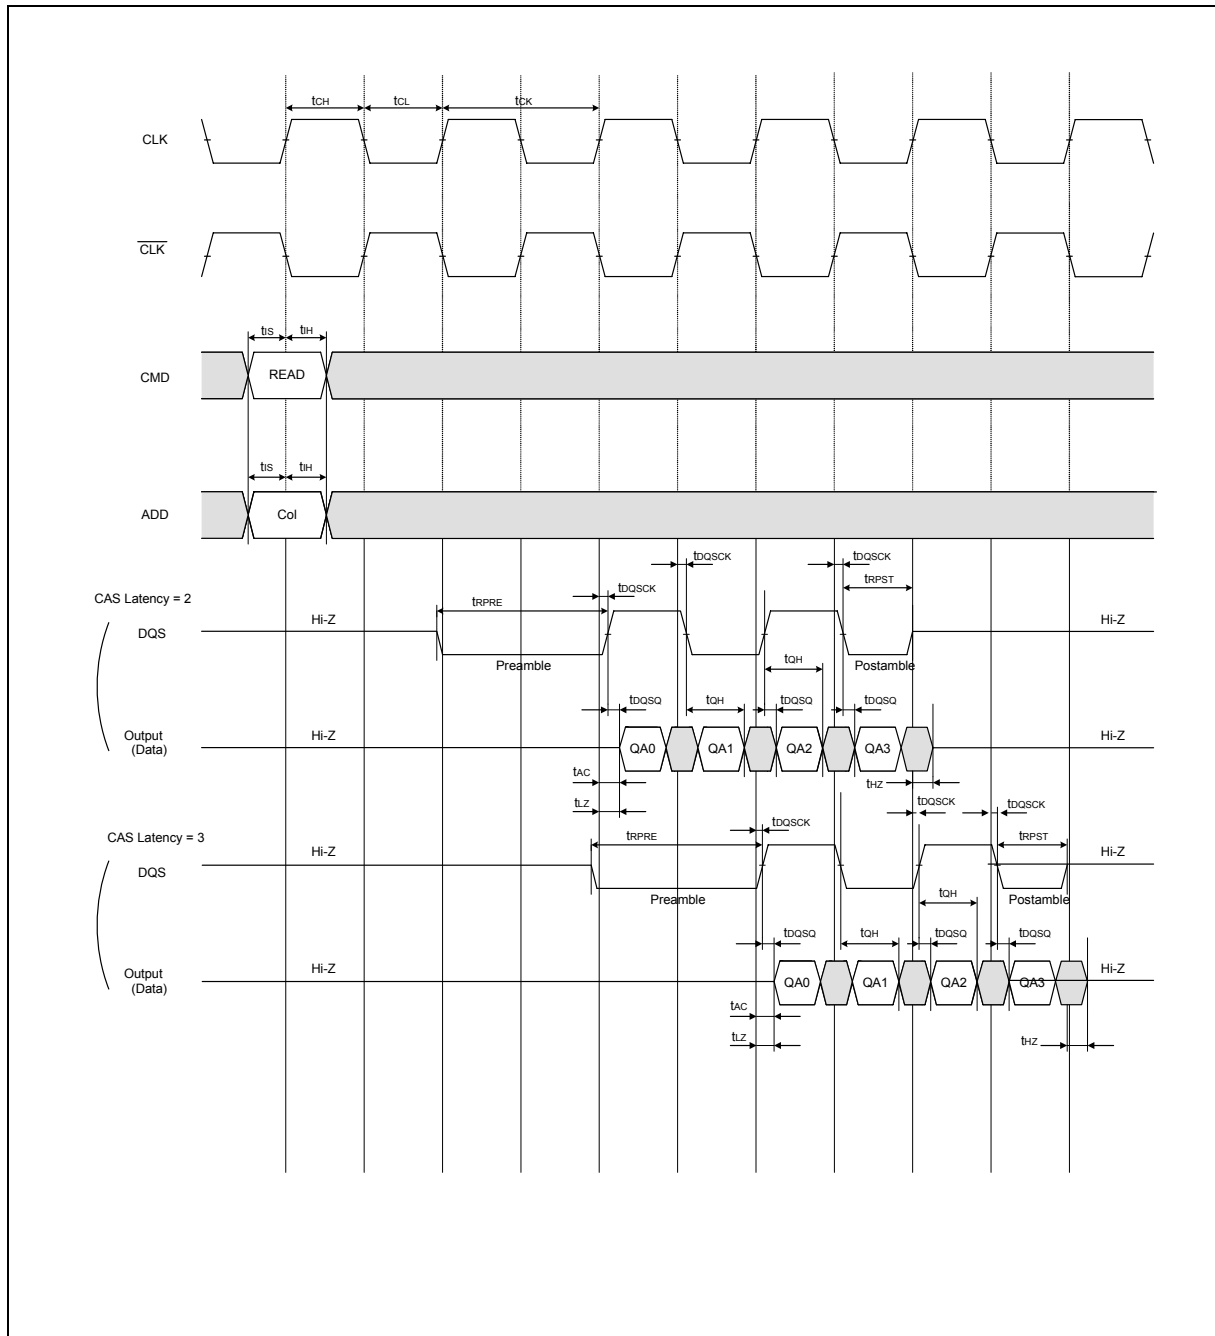 tCH tCL tCK
CLK
CLK
tIS tIH
CMD READ
tIS tIH
ADD Col
tDQSCK tDQSCK
tDQSCK tRPST
CAS Latency = 2
tRPRE
Hi-Z Hi-Z
DQS
Preamble Postamble
tQH
tDQSQ tQH tDQSQ tDQSQ
Output
(Data)
Hi-Z QA0 QA1 QA2 QA3 Hi-Z
tAC tHZ
tLZ tDQSCK tDQSCK
CAS Latency = 3
tRPRE tDQSCK tRPST
Hi-Z Hi-Z
DQS
Preamble tQH Postamble
tDQSQ tQH tDQSQ tDQSQ
Output
(Data)
Hi-Z QA0 QA1 QA2 QA3 Hi-Z
tAC
tLZ tHZ